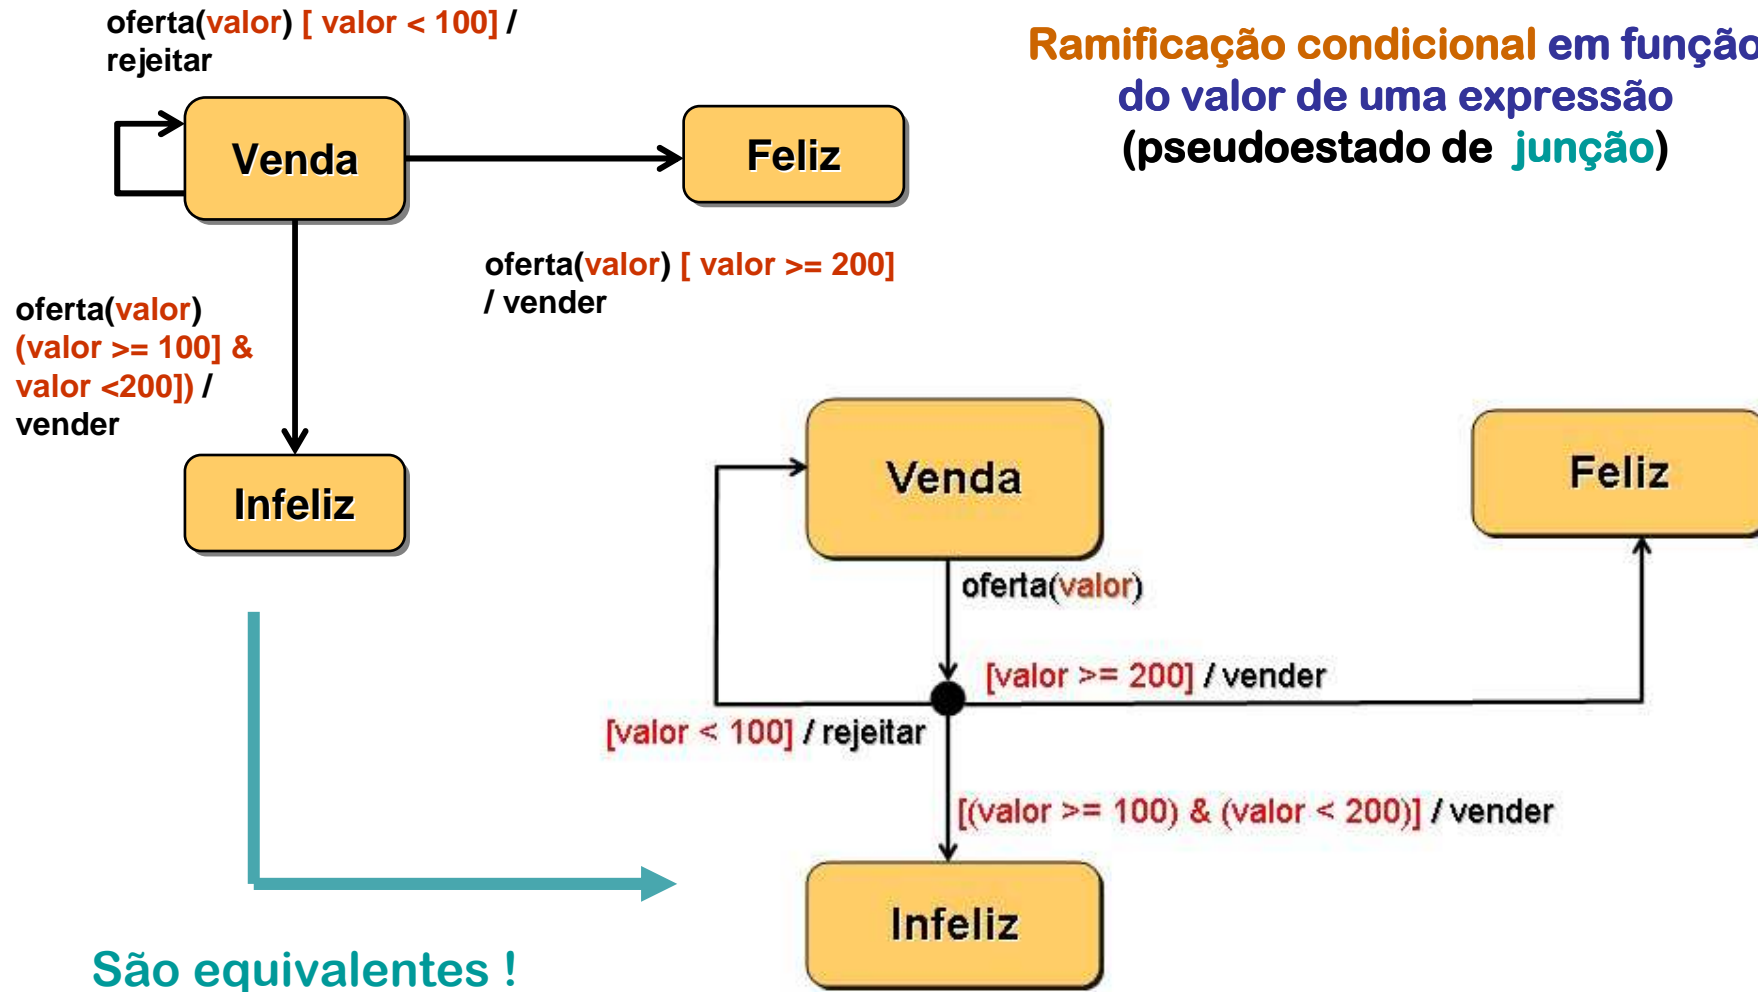 oferta(valor) [ valor < 100] /
rejeitar
Ramificação condicional em função
do valor de uma expressão
(pseudoestado de junção)
Venda
Feliz
oferta(valor) [ valor >= 200]
/ vender
oferta(valor)
(valor >= 100] &
valor <200]) /
vender
Infeliz
Venda
Feliz
oferta(valor)
[valor >= 200] / vender
[valor < 100] / rejeitar
[(valor >= 100) & (valor < 200)] / vender
Infeliz
São equivalentes !